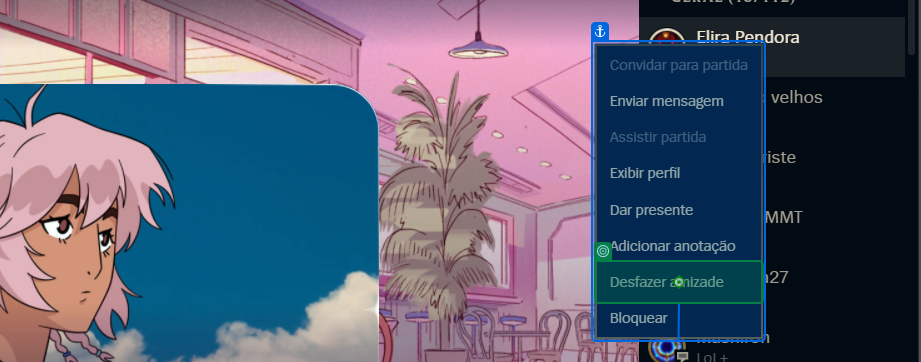 Elira Pendora
Convidar para partida
Enviar mensagem
velhos
Assistir partida
Exibir perfil
Dar presente
MMT
Adicionar anotação
Desfazer amizade
Bloquear
Lol +